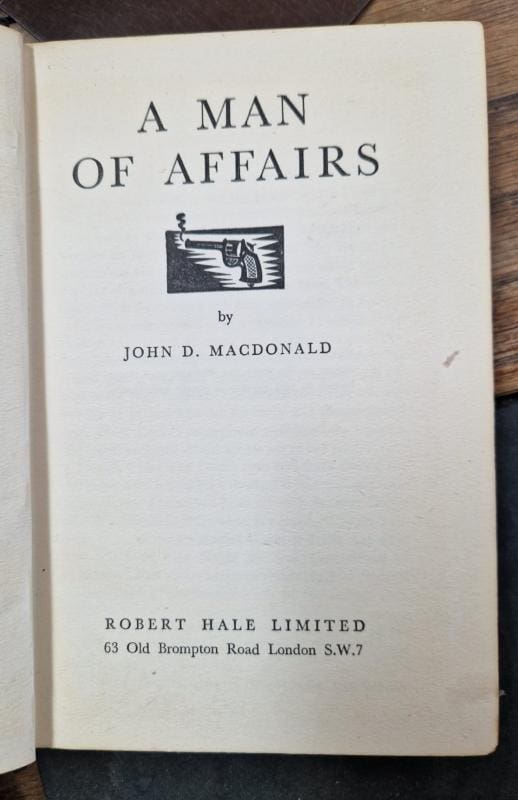 A MAN
OF AFFAIRS
by
JOHN D. MACDONALD
ROBERT HALE LIMITED
63 Old Brompton Road London S.W.7